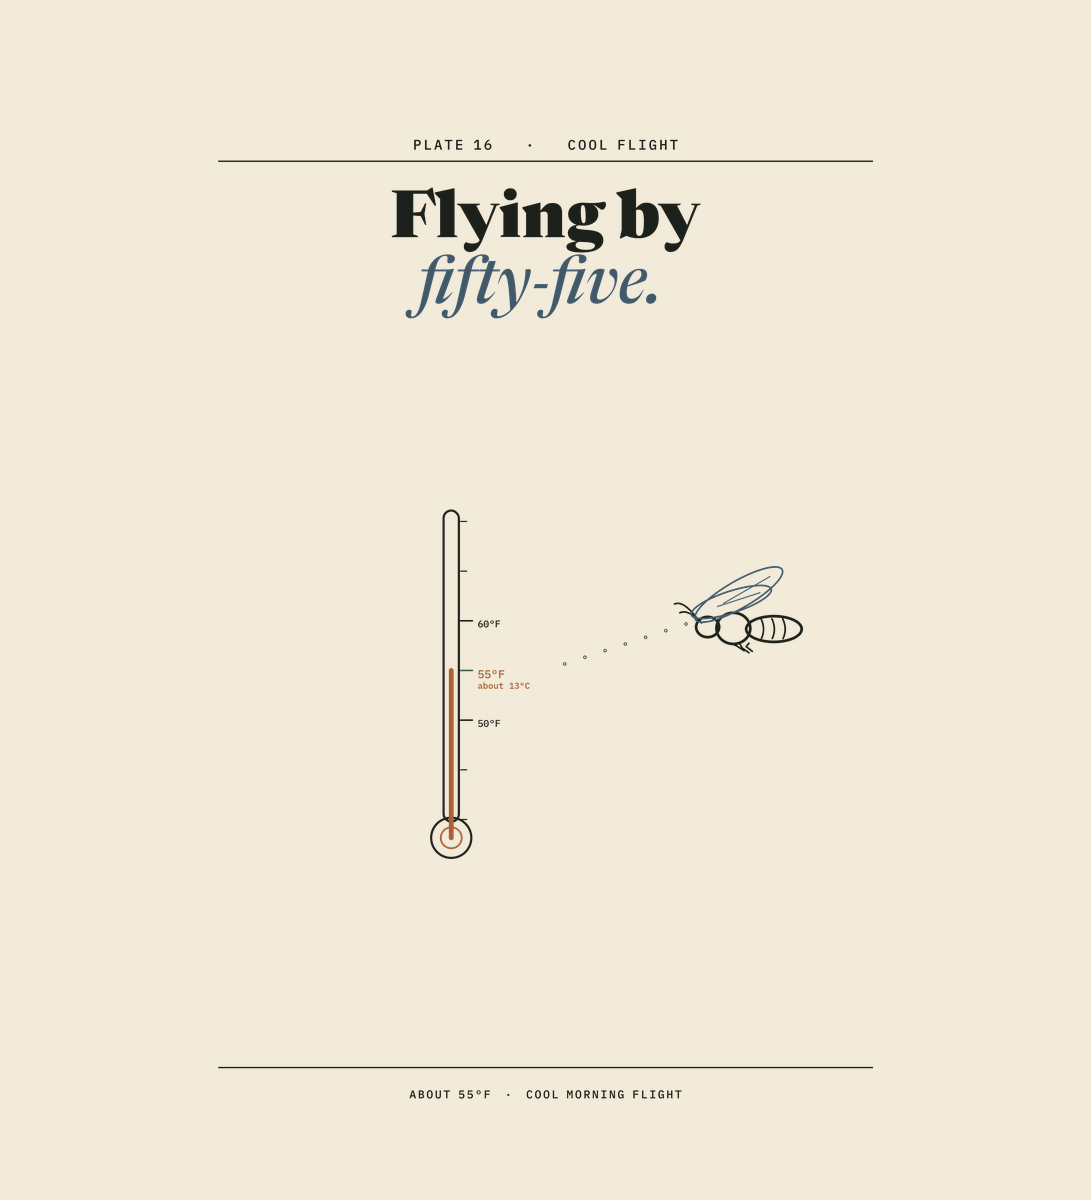 PLATE 16 · COOL FLIGHT
Flying by
fifty-five.
60°F
55°F
about 13°C
50°F
ABOUT 55°F · COOL MORNING FLIGHT